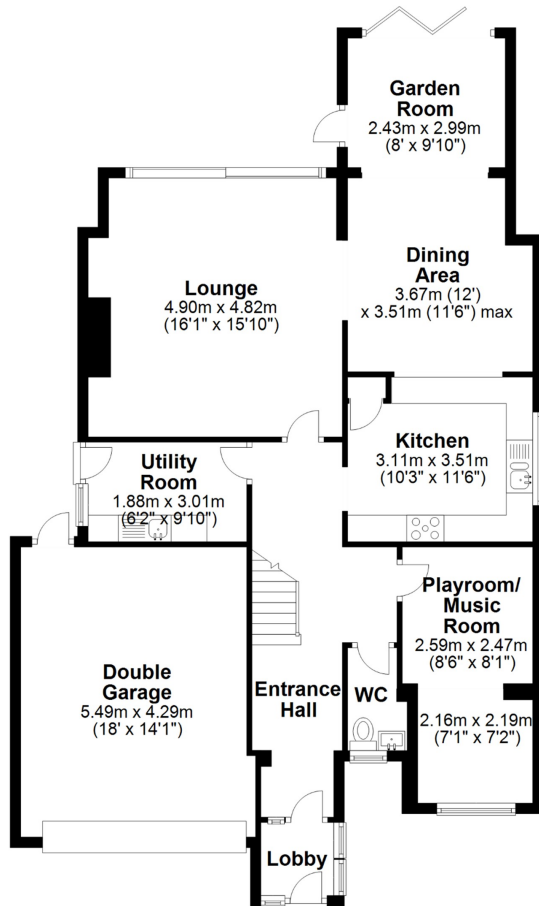 Garden
Room
2.43m x 2.99m
(8' x 9'10")
Dining
Area
3.67m (12')
x 3.51m (11'6") max
Lounge
4.90m x 4.82m
(16'1" x 15'10")
Kitchen
3.11m x 3.51m
(10'3" x 11'6")
Utility
Room
1.88m x 3.01m
(6'2" x 9'10")
Playroom/
Music
Room
2.59m x 2.47m
(8'6" x 8'1")
2.16m x 2.19m
(7'1" x 7'2")
Double
Garage
5.49m x 4.29m
(18' x 14'1")
Entrance
Hall
WC
Lobby